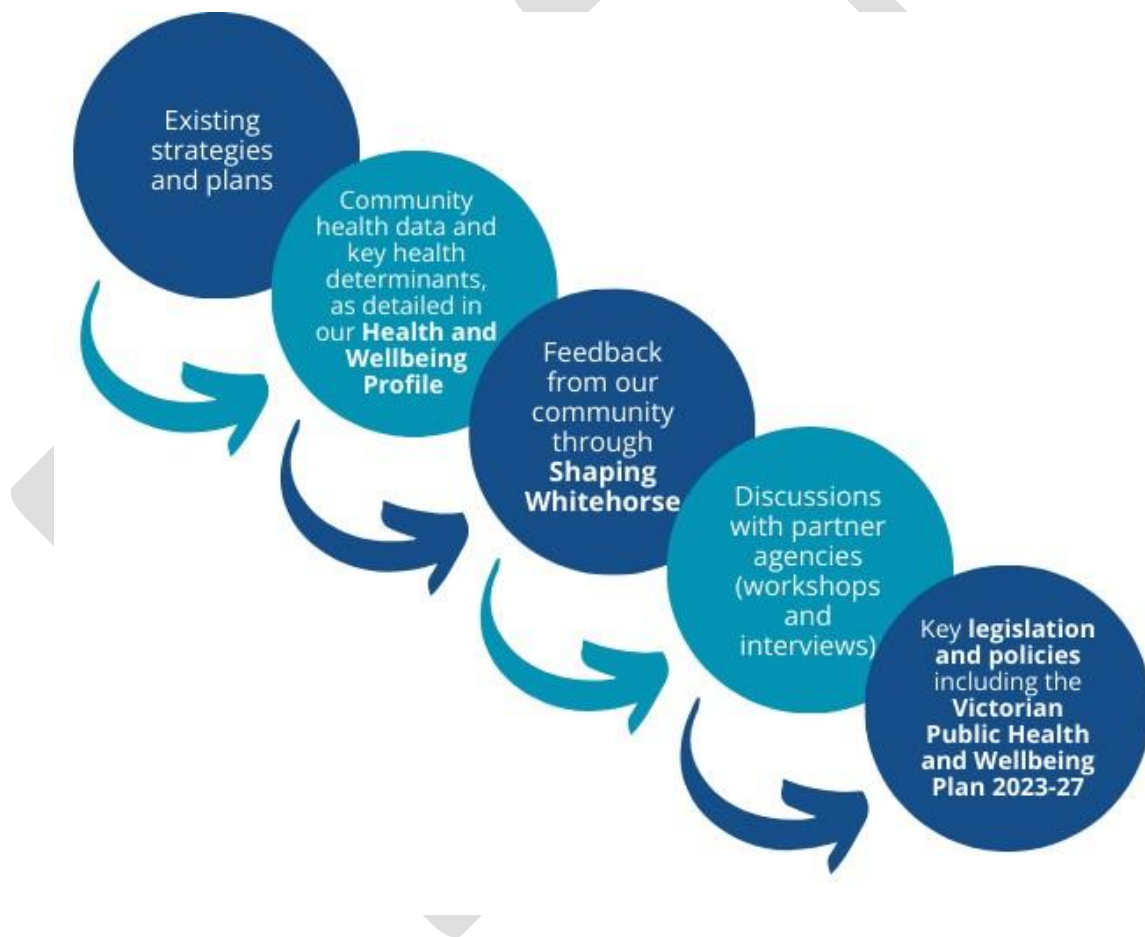 Existing
strategies
and plans
Community
health data and
key health
determinants,
as detailed in
our Health and
Wellbeing
Profile
Feedback
from our
community
through
Shaping
Whitehorse
Discussions
with partner
agencies
(workshops
and
interviews)
Key legislation
and policies
including the
Victorian
Public Health
and Wellbeing
Plan 2023-27